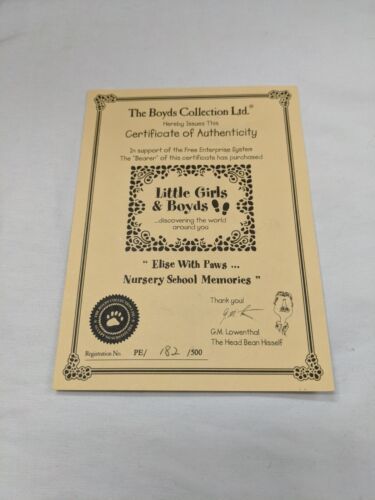 The Boyds Collection Ltd.®
Hereby Issues This
Certificate of Authenticity
In support of the Free Enterprise System
The "Bearer" of this certificate has purchased
Little Girls
& Boyds
...discovering the world
around you
" Elise With Paws ...
Nursery School Memories "
Thank you!
G.M. Lowenthal
The Head Bean Hisself
Registration No. PE/ 182 /500